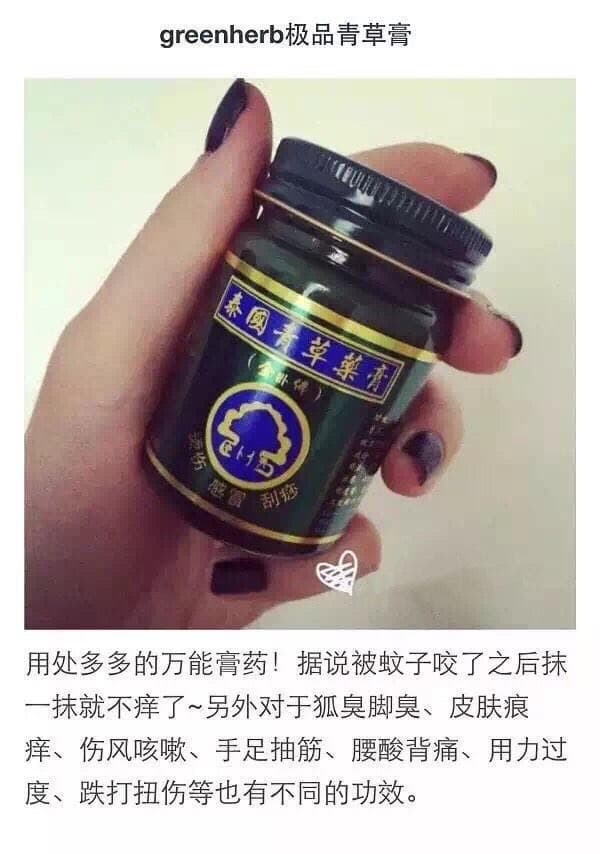 greenherb极品青草膏
泰國青草藥膏
(金卧佛)
卧佛
感冒 刮痧
用处多多的万能膏药！据说被蚊子咬了之后抹
一抹就不痒了~另外对于狐臭脚臭、皮肤痕
痒、伤风咳嗽、手足抽筋、腰酸背痛、用力过
度、跌打扭伤等也有不同的功效。